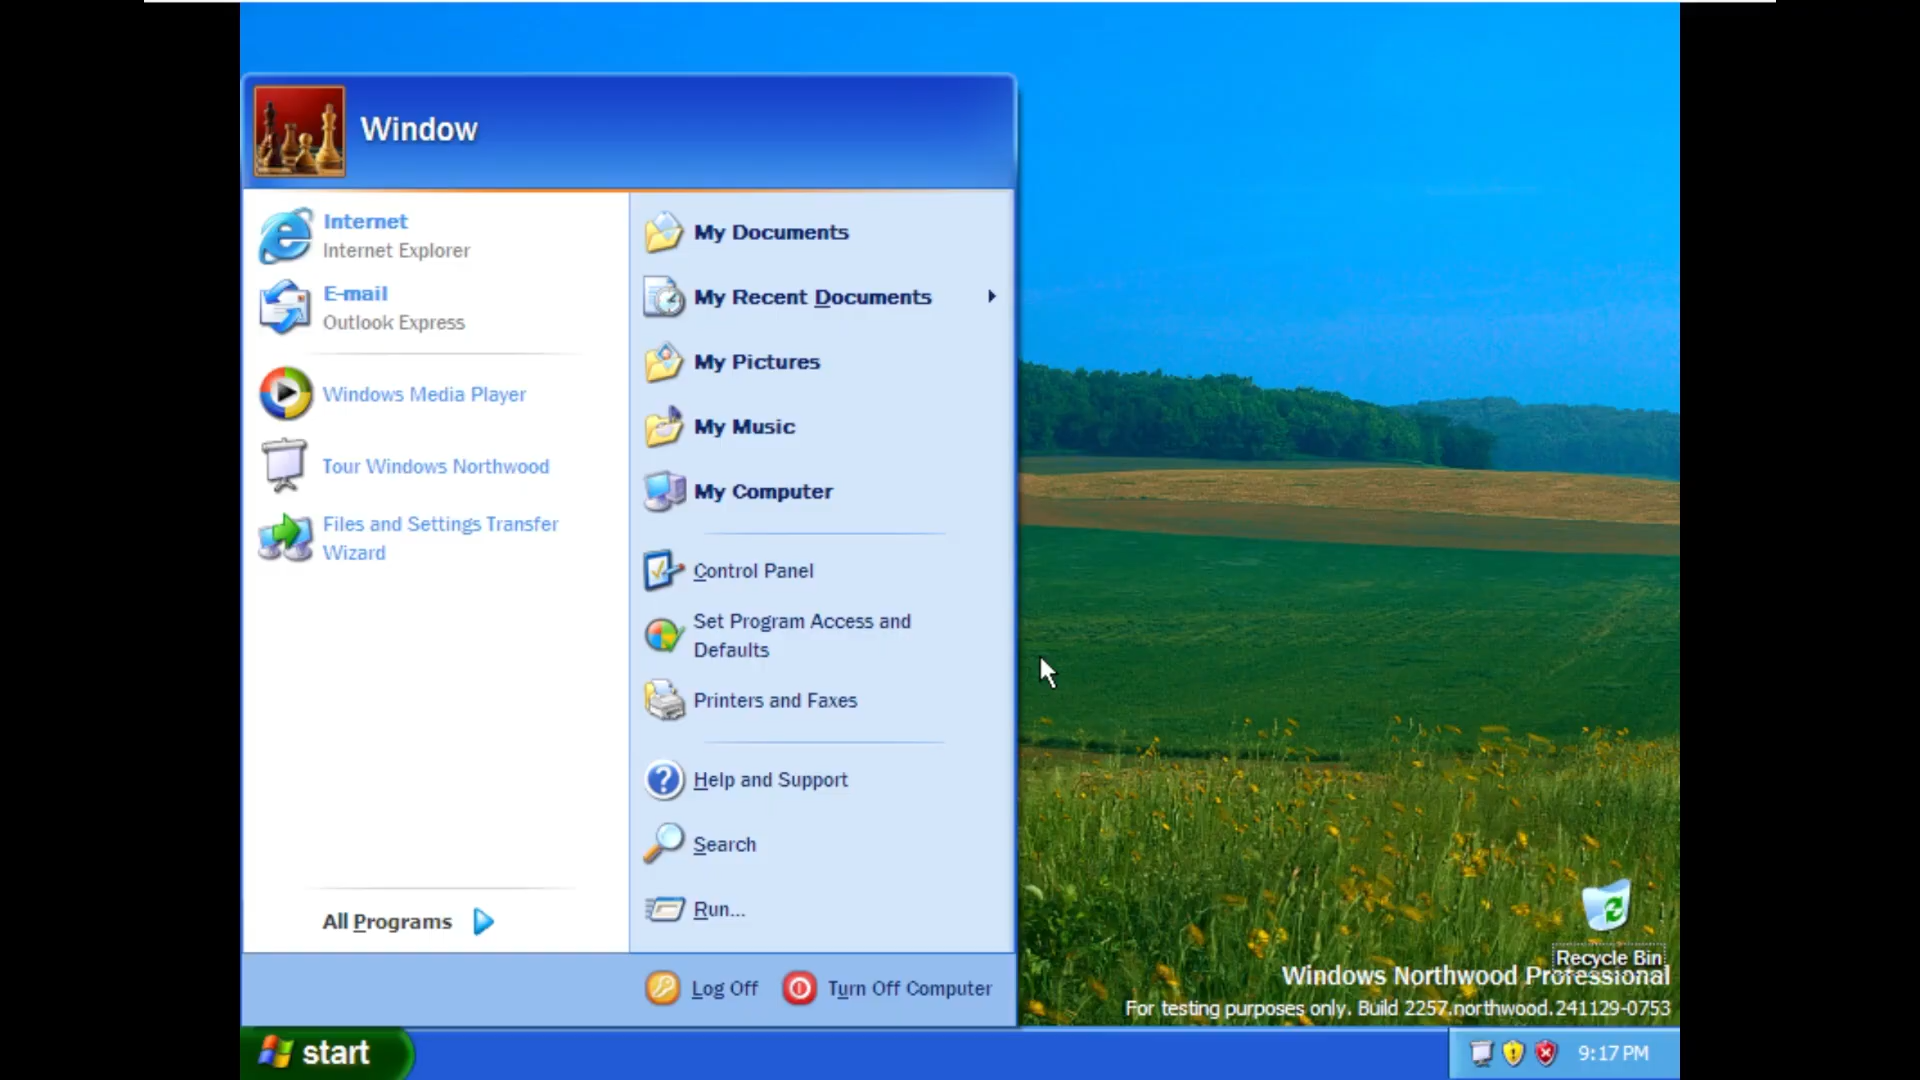 Window
Internet
Internet Explorer
E-mail
Outlook Express
Windows Media Player
Tour Windows Northwood
Files and Settings Transfer
Wizard
All Programs
My Documents
My Recent Documents
My Pictures
My Music
My Computer
Control Panel
Set Program Access and
Defaults
Printers and Faxes
Help and Support
Search
Run...
Log Off
Turn Off Computer
Recycle Bin
Windows Northwood Professional
For testing purposes only. Build 2257.northwood.241129-0753
start
9:17 PM